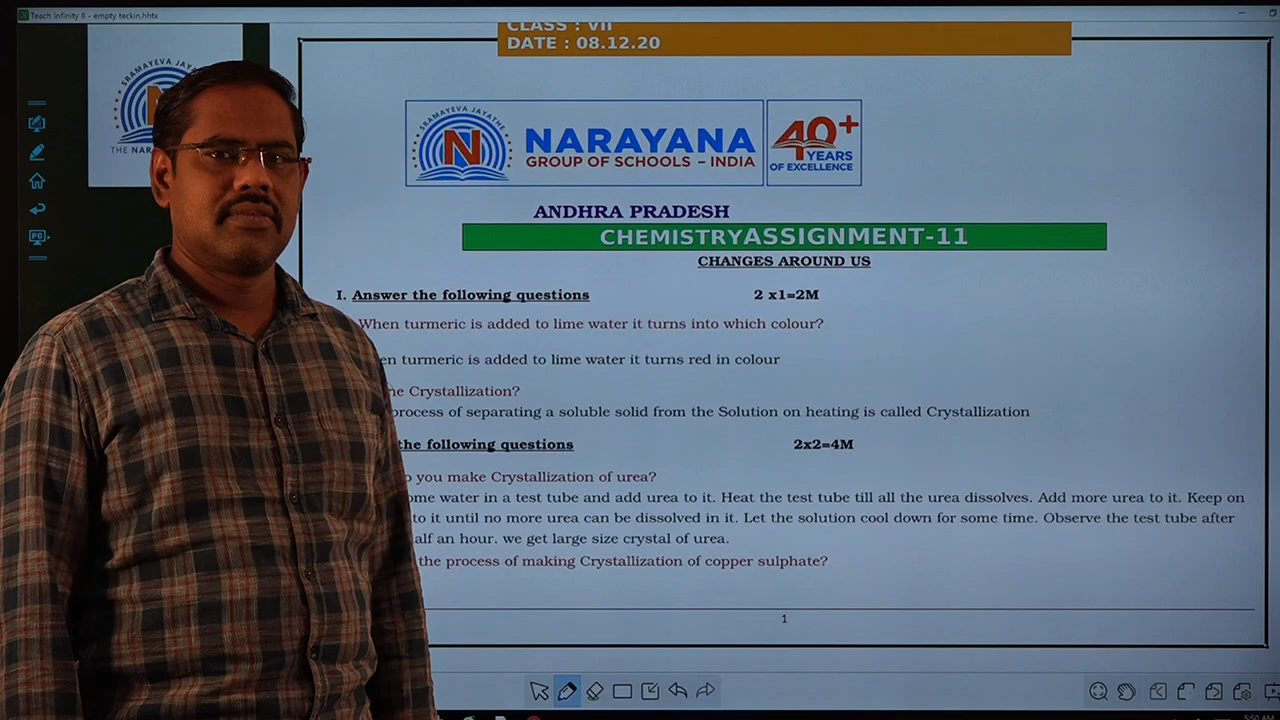 Teach Infinity II - empty teckin.hhtx
CLASS : VII
DATE : 08.12.20
SRAMAYEVA JAYATHE
NARAYANA
GROUP OF SCHOOLS – INDIA
40+
YEARS
OF EXCELLENCE
SRAMAYEVA JAYA
THE NAR
ANDHRA PRADESH
CHEMISTRYASSIGNMENT-11
CHANGES AROUND US
I. Answer the following questions 2 x1=2M
When turmeric is added to lime water it turns into which colour?
en turmeric is added to lime water it turns red in colour
ne Crystallization?
process of separating a soluble solid from the Solution on heating is called Crystallization
the following questions 2x2=4M
o you make Crystallization of urea?
ome water in a test tube and add urea to it. Heat the test tube till all the urea dissolves. Add more urea to it. Keep on
to it until no more urea can be dissolved in it. Let the solution cool down for some time. Observe the test tube after
alf an hour. we get large size crystal of urea.
the process of making Crystallization of copper sulphate?
1
PC